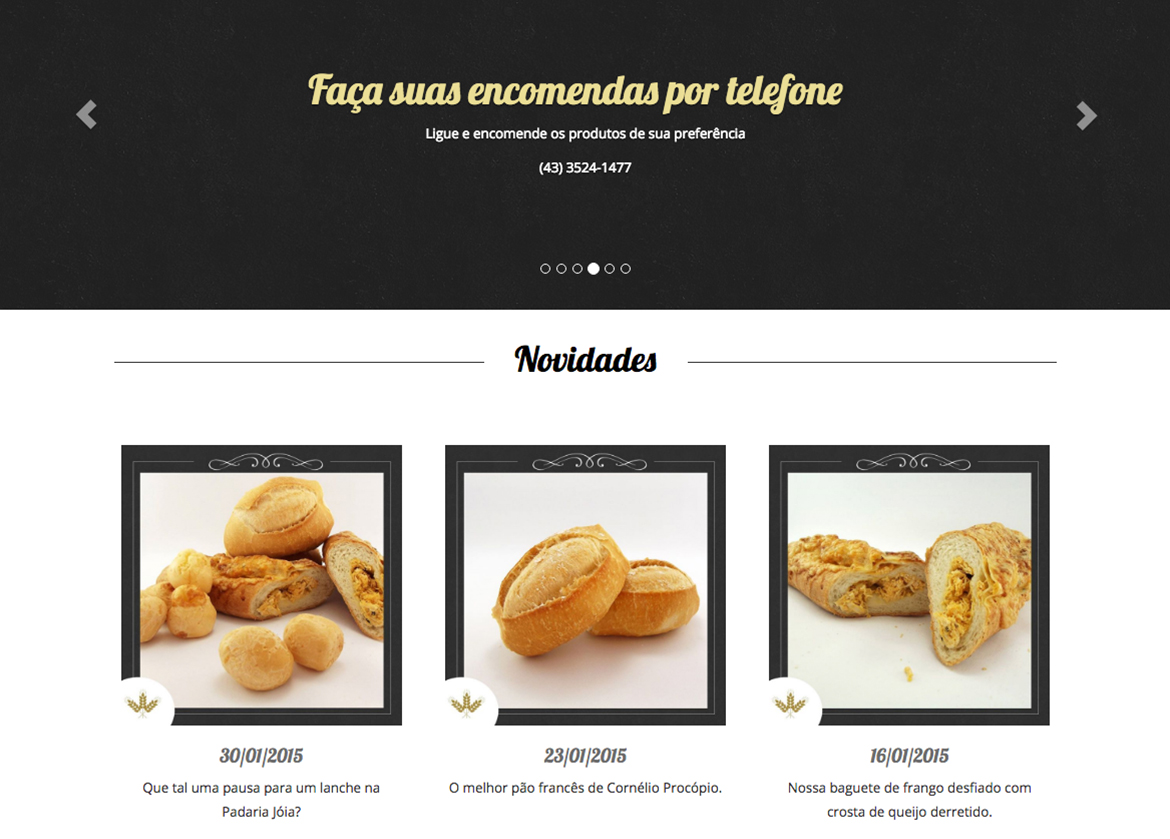 Faça suas encomendas por telefone
Ligue e encomende os produtos de sua preferência
(43) 3524-1477
Novidades
30/01/2015
Que tal uma pausa para um lanche na
Padaria Jóia?
23/01/2015
O melhor pão francês de Cornélio Procópio.
16/01/2015
Nossa baguete de frango desfiado com
crosta de queijo derretido.